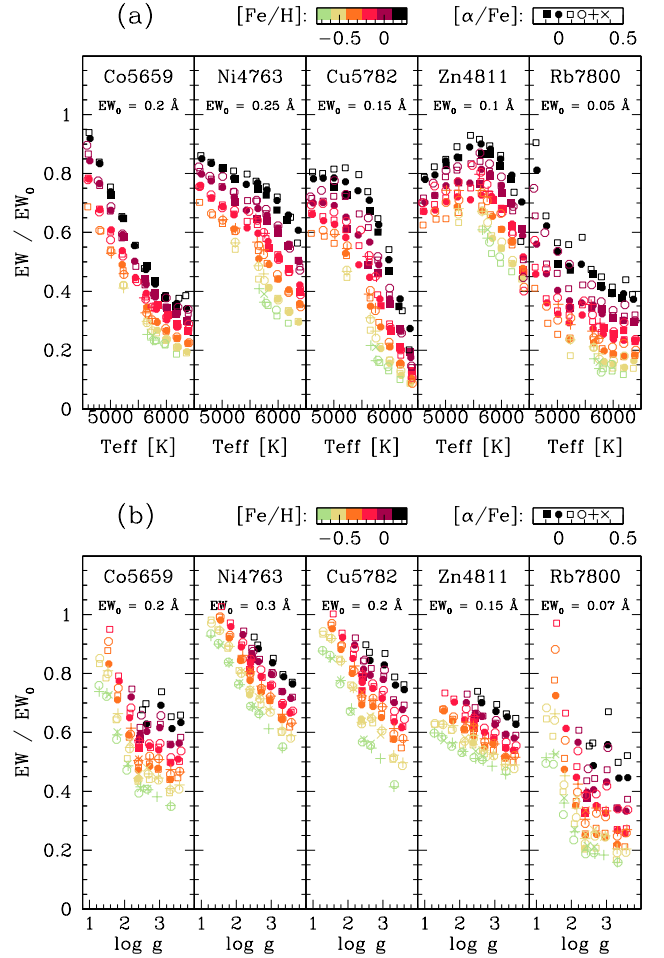 (a) [Fe/H]: [α/Fe]:
−0.5 0 0 0.5
Co5659 Ni4763 Cu5782 Zn4811 Rb7800
EW0 = 0.2 Å EW0 = 0.25 Å EW0 = 0.15 Å EW0 = 0.1 Å EW0 = 0.05 Å
1
0.8
0.6
0.4
0.2
0
EW / EW0
5000 6000 5000 6000 5000 6000 5000 6000 5000 6000
Teff [K] Teff [K] Teff [K] Teff [K] Teff [K]
(b) [Fe/H]: [α/Fe]:
−0.5 0 0 0.5
Co5659 Ni4763 Cu5782 Zn4811 Rb7800
EW0 = 0.2 Å EW0 = 0.3 Å EW0 = 0.2 Å EW0 = 0.15 Å EW0 = 0.07 Å
1
0.8
0.6
0.4
0.2
0
EW / EW0
1 2 3 1 2 3 1 2 3 1 2 3 1 2 3
log g log g log g log g log g